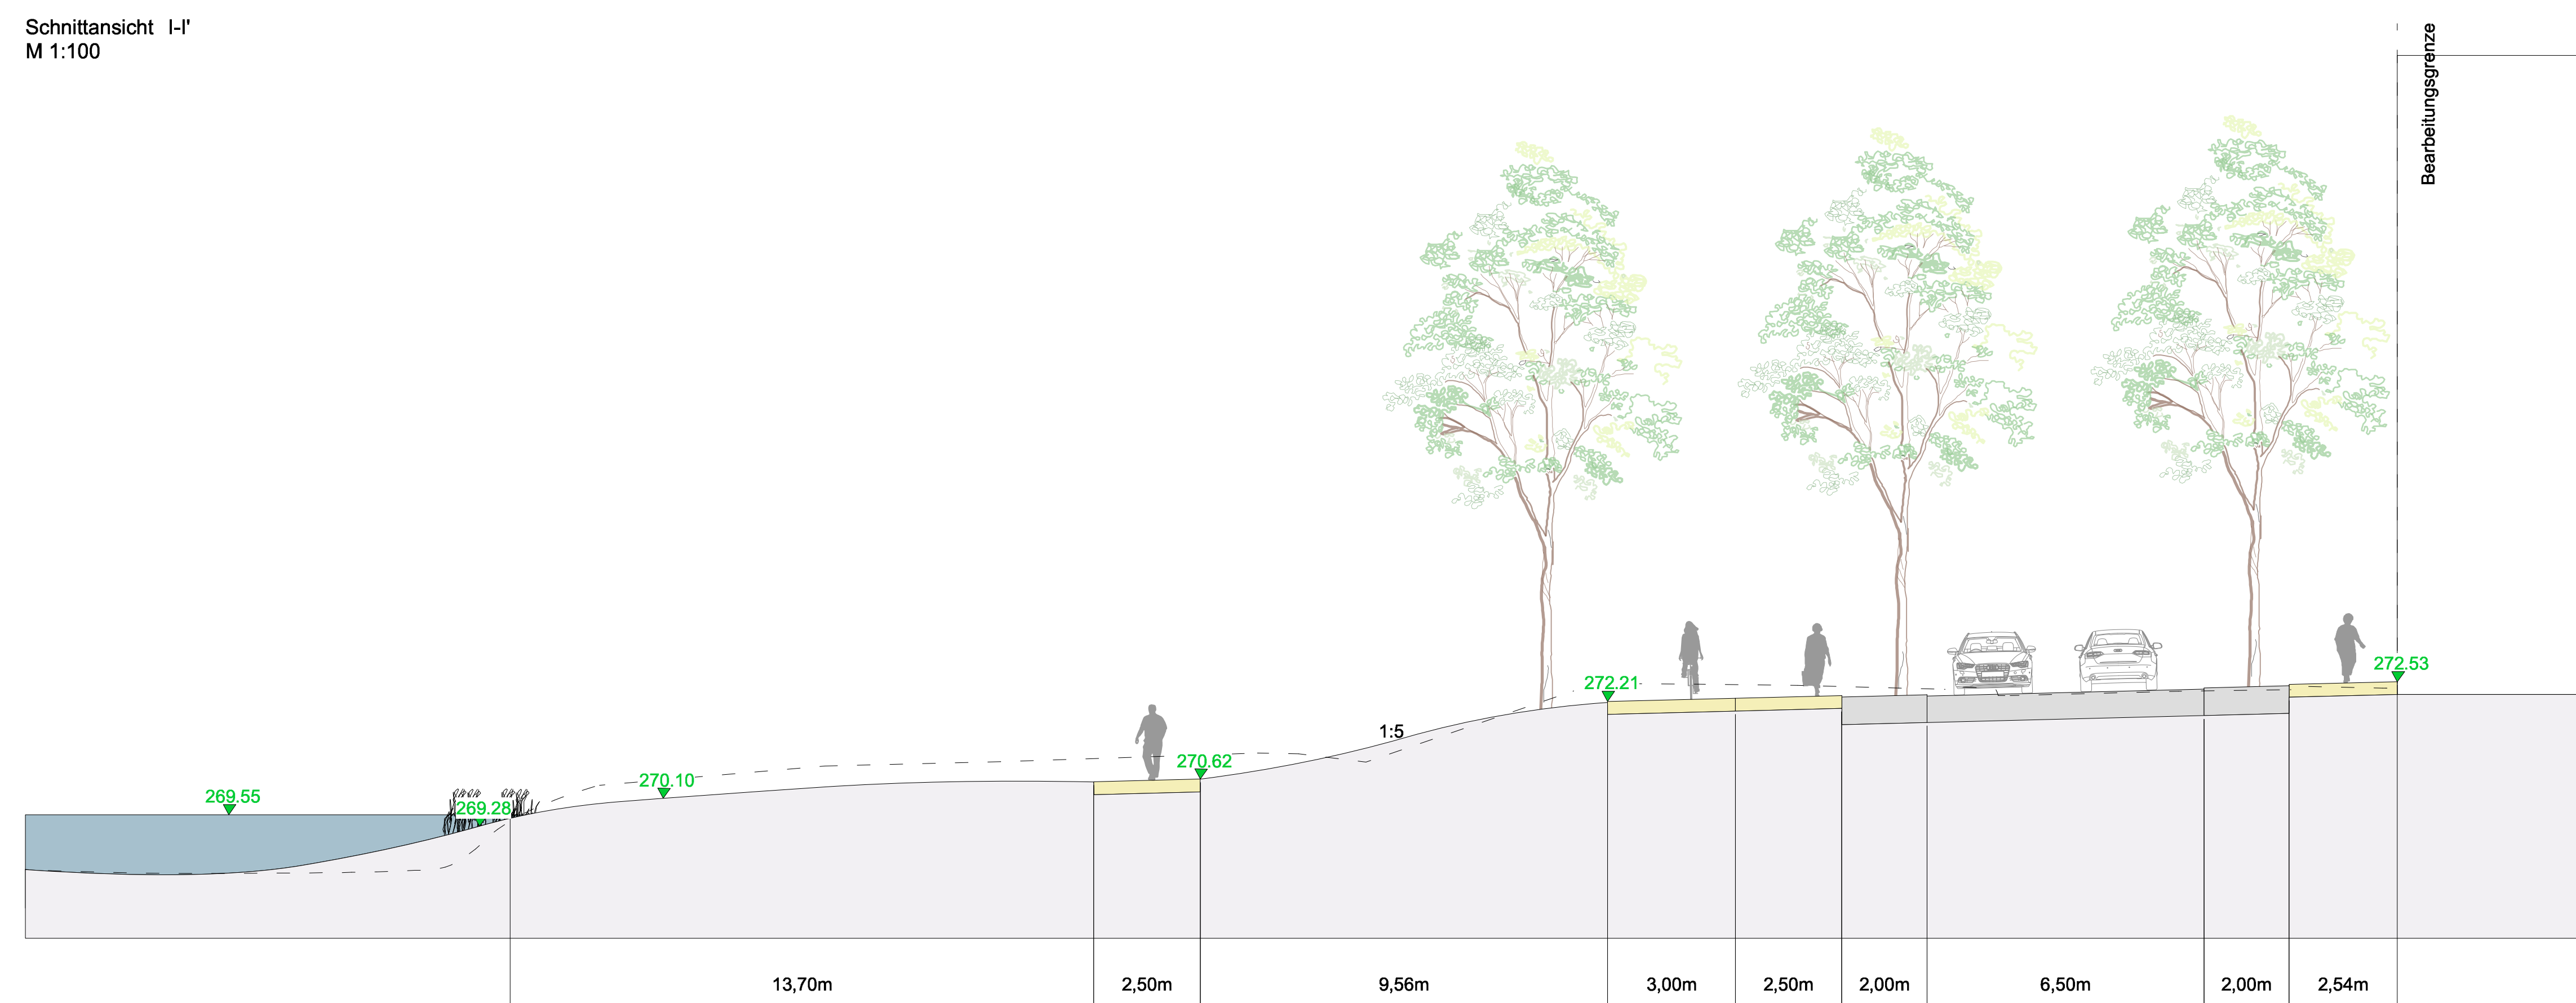 Schnittansicht I-I'
M 1:100
Bearbeitungsgrenze
272.53
272.21
1:5
270.62
270.10
269.55
269.28
13,70m
2,50m
9,56m
3,00m
2,50m
2,00m
6,50m
2,00m
2,54m